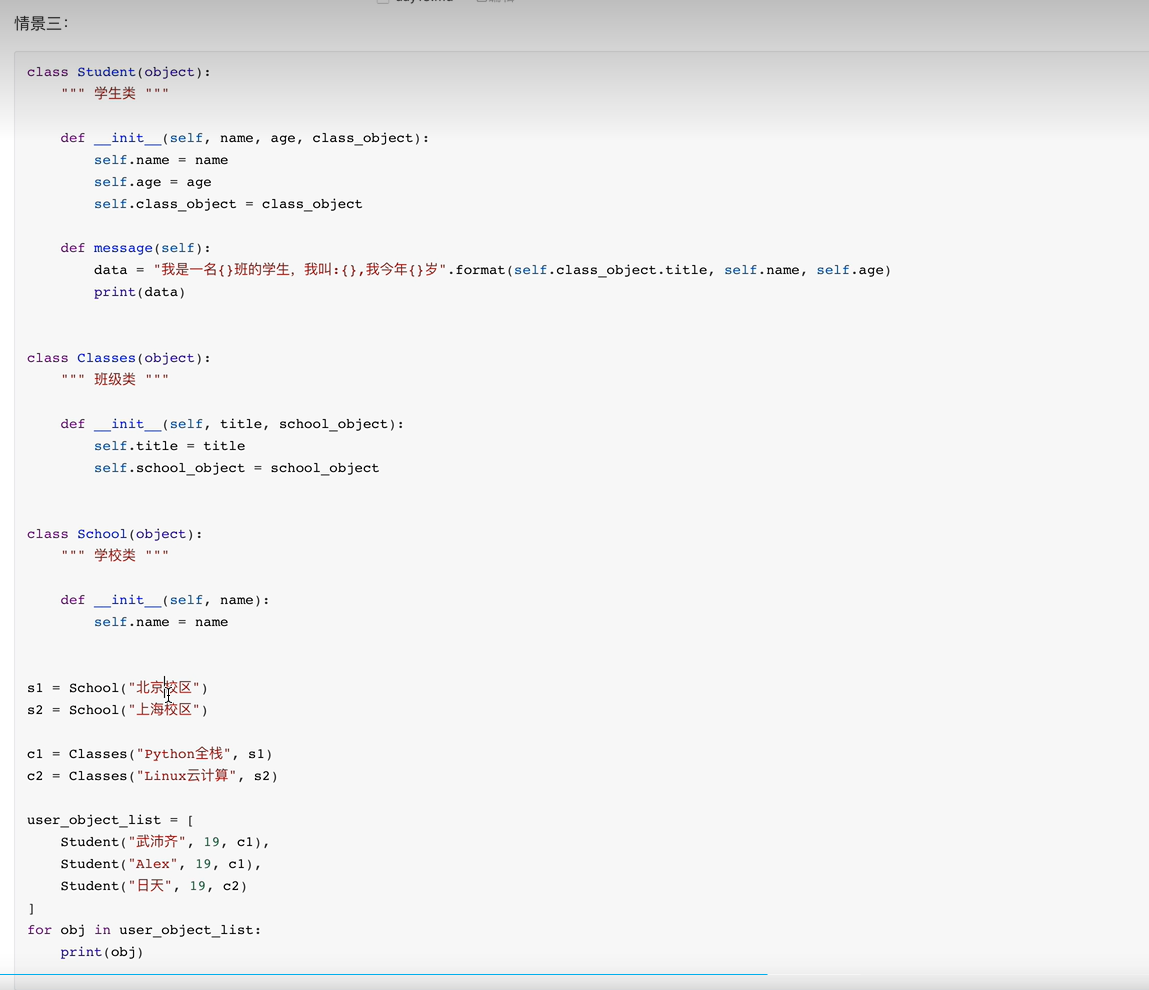 情景三:
class Student(object):
    """ 学生类 """
    def __init__(self, name, age, class_object):
        self.name = name
        self.age = age
        self.class_object = class_object
    def message(self):
        data = "我是一名{}班的学生，我叫:{},我今年{}岁".format(self.class_object.title, self.name, self.age)
        print(data)
class Classes(object):
    """ 班级类 """
    def __init__(self, title, school_object):
        self.title = title
        self.school_object = school_object
class School(object):
    """ 学校类 """
    def __init__(self, name):
        self.name = name
s1 = School("北京校区")
s2 = School("上海校区")
c1 = Classes("Python全栈", s1)
c2 = Classes("Linux云计算", s2)
user_object_list = [
    Student("武沛齐", 19, c1),
    Student("Alex", 19, c1),
    Student("日天", 19, c2)
]
for obj in user_object_list:
    print(obj)